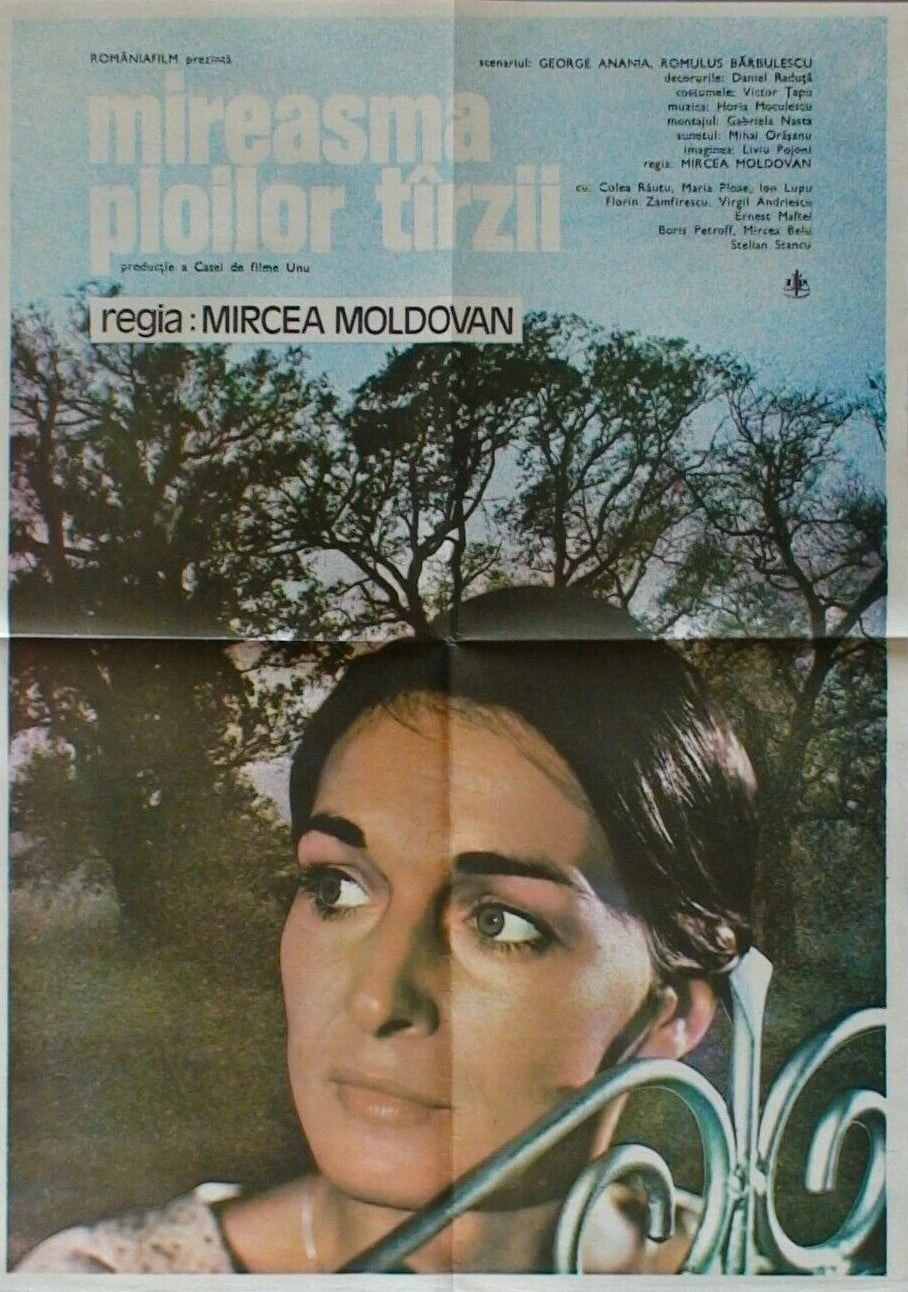 ROMÂNIAFILM prezintă
mireasma
ploilor tîrzii
producție a Casei de filme Unu
regia: MIRCEA MOLDOVAN
scenariul: GEORGE ANANIA, ROMULUS BĂRBULESCU
decorurile: Daniel Răduță
costumele: Victor Țapu
muzica: Horia Moculescu
montajul: Gabriela Nasta
sunetul: Mihai Orășanu
imaginea: Liviu Pojoni
regia: MIRCEA MOLDOVAN
cu: Colea Răutu, Maria Ploae, Ion Lupu
Florin Zamfirescu, Virgil Andriescu
Ernest Maftei
Boris Petroff, Mircea Belu
Stelian Stancu